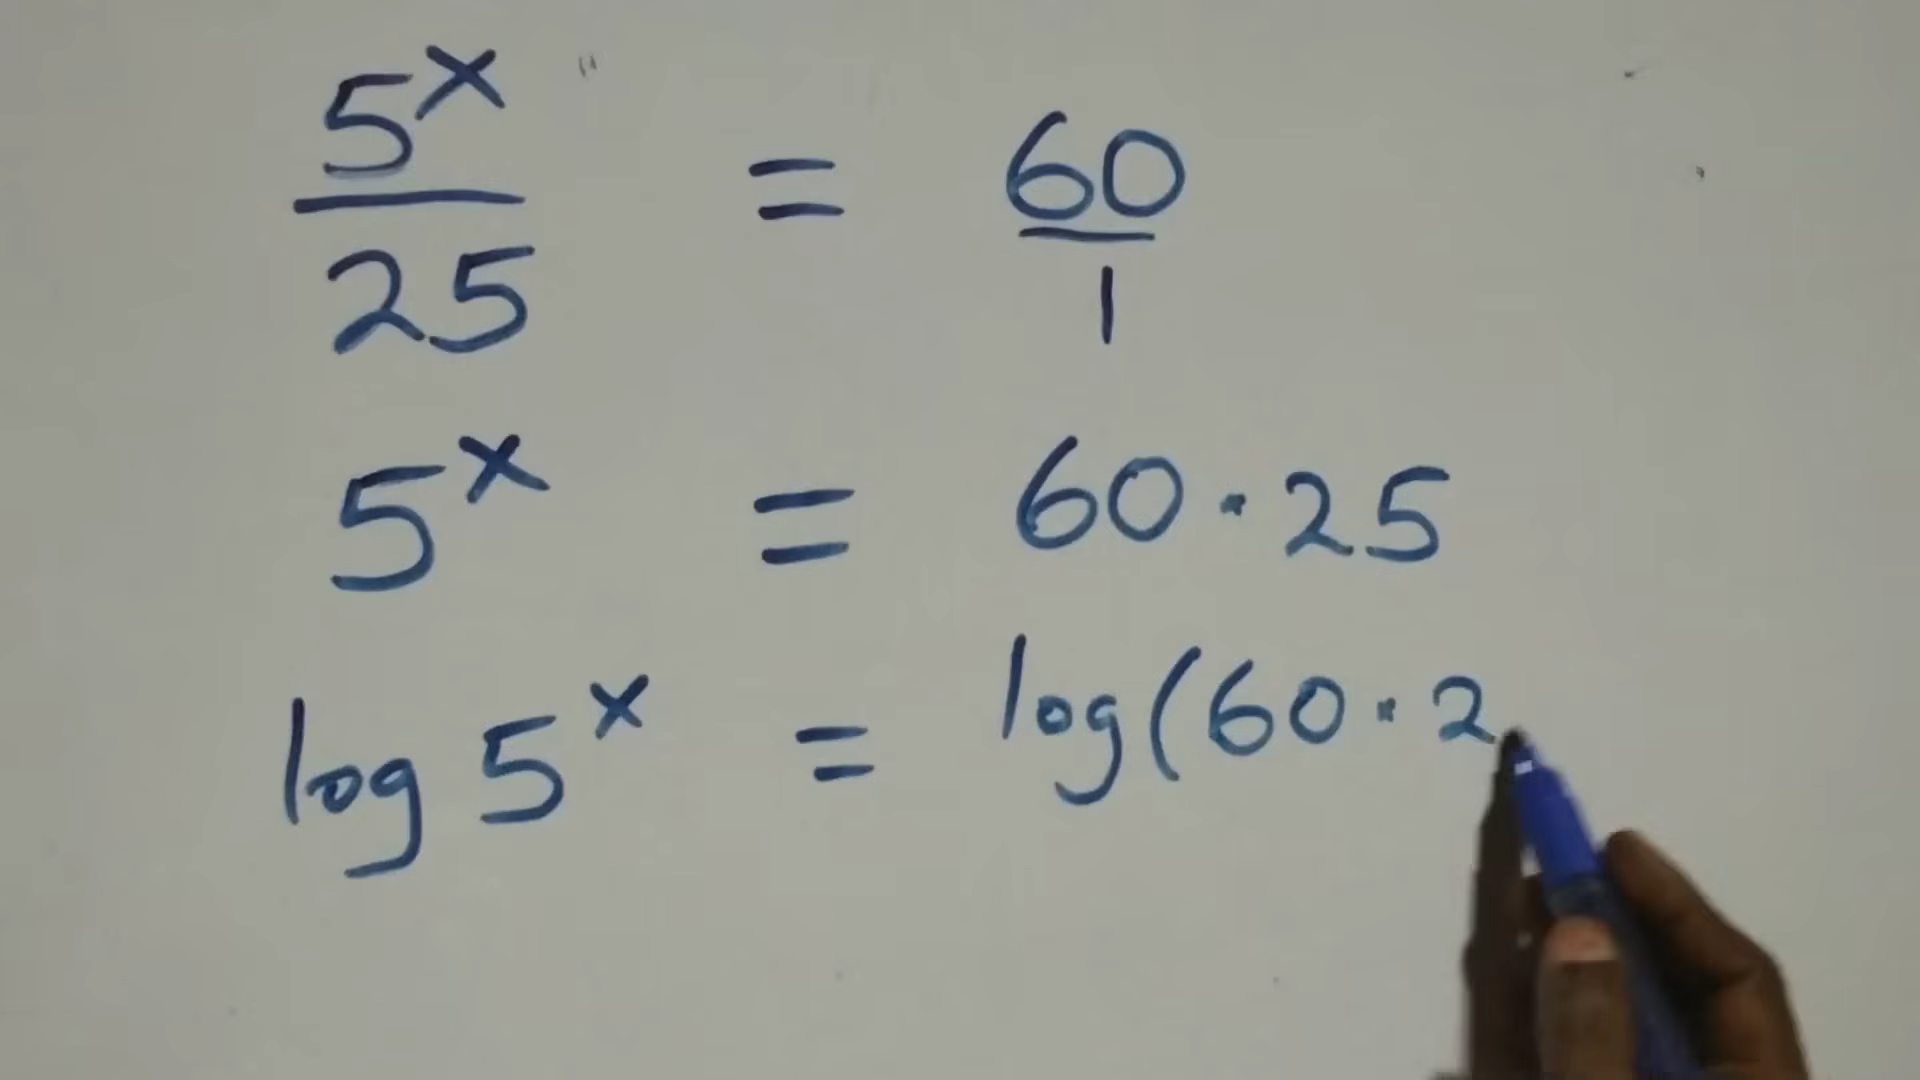 5^x / 25 = 60 / 1
5^x = 60 · 25
log 5^x = log(60 · 2